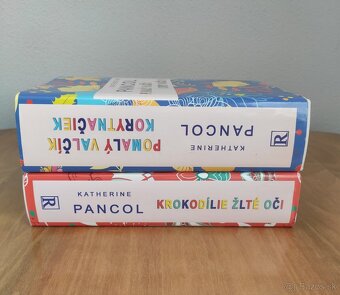 POMALÝ VALČÍK
KORYTNAČIEK
KATHERINE
PANCOL
R
KATHERINE
PANCOL
KROKODÍLIE ŽLTÉ OČI
R